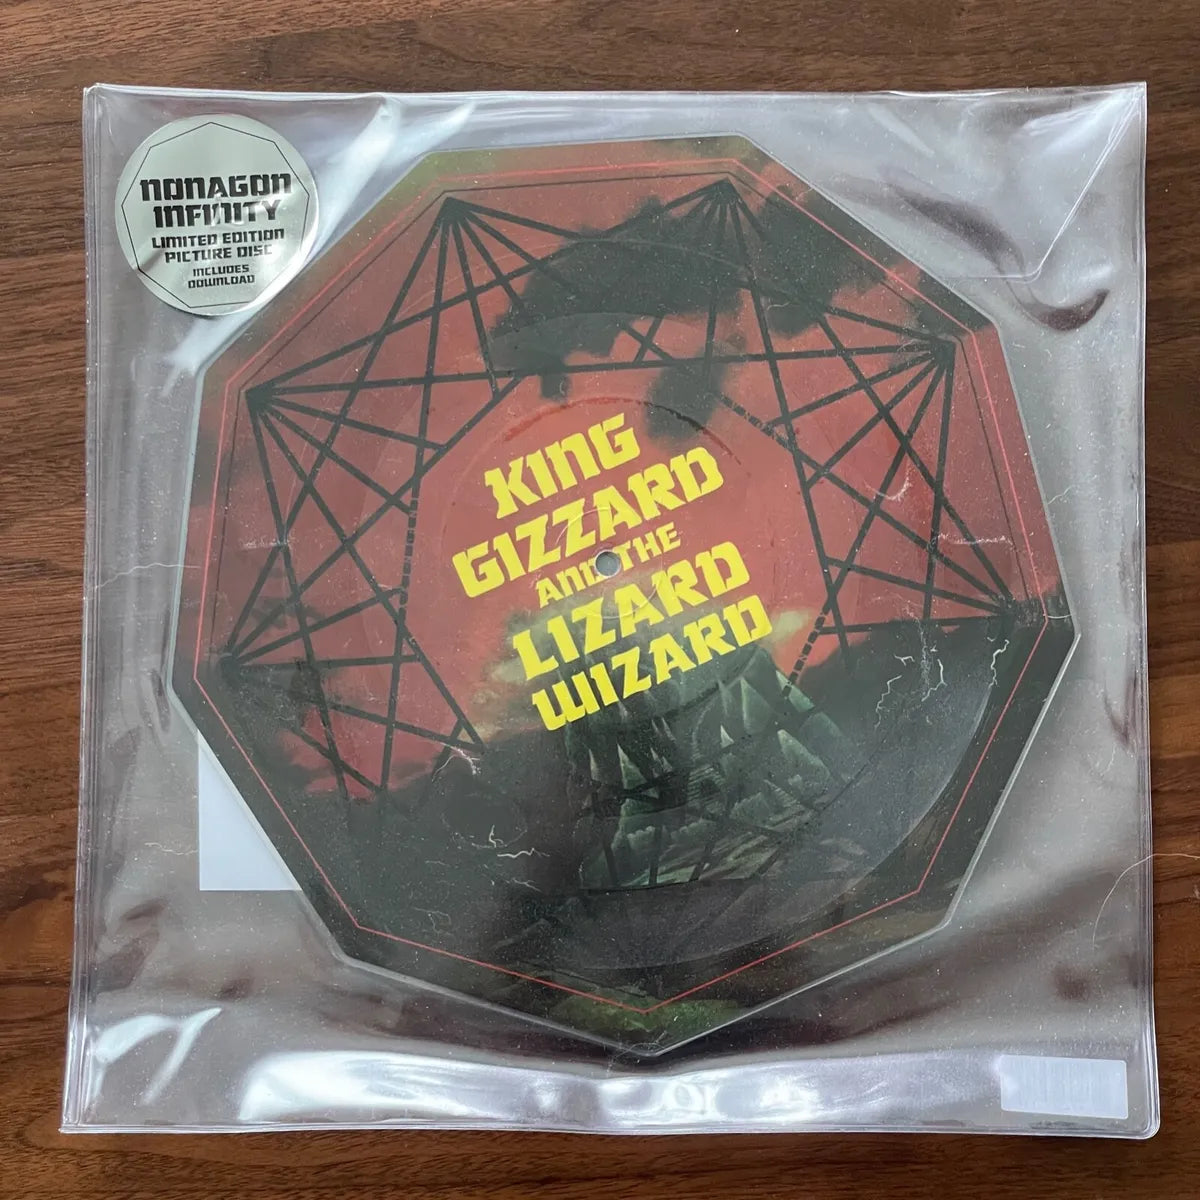 NONAGON
INFINITY
LIMITED EDITION
PICTURE DISC
INCLUDES
DOWNLOAD
KING
GIZZARD
AND THE
LIZARD
WIZARD